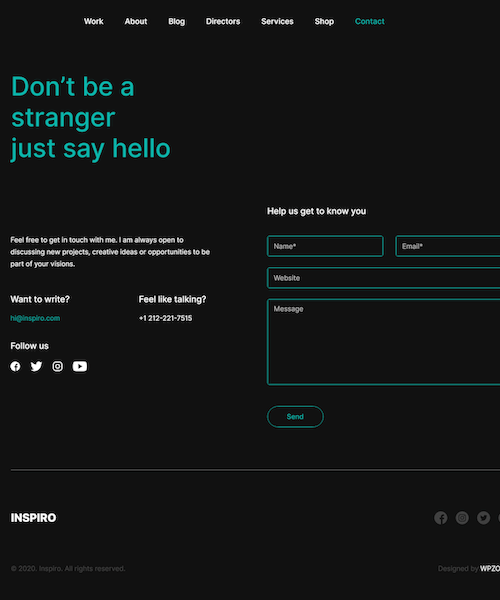 Work About Blog Directors Services Shop Contact
Don’t be a
stranger
just say hello
Help us get to know you
Feel free to get in touch with me. I am always open to
discussing new projects, creative ideas or opportunities to be
part of your visions.
Name* Email*
Website
Message
Want to write? Feel like talking?
hi@inspiro.com +1 212-221-7515
Follow us
Send
INSPIRO
© 2020. Inspiro. All rights reserved. Designed by WPZO